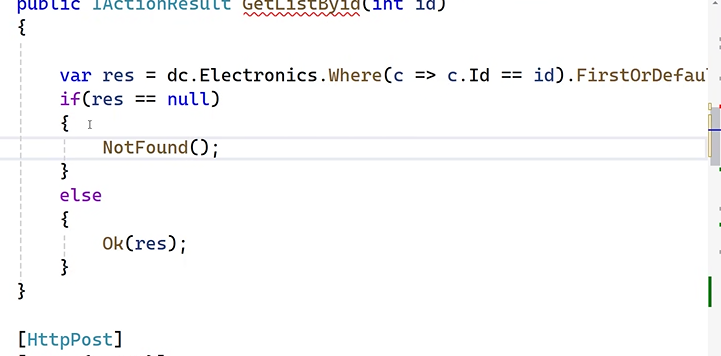 public IActionResult GetListByid(int id)
{
var res = dc.Electronics.Where(c => c.Id == id).FirstOrDefau
if(res == null)
{
NotFound();
}
else
{
Ok(res);
}
}
[HttpPost]